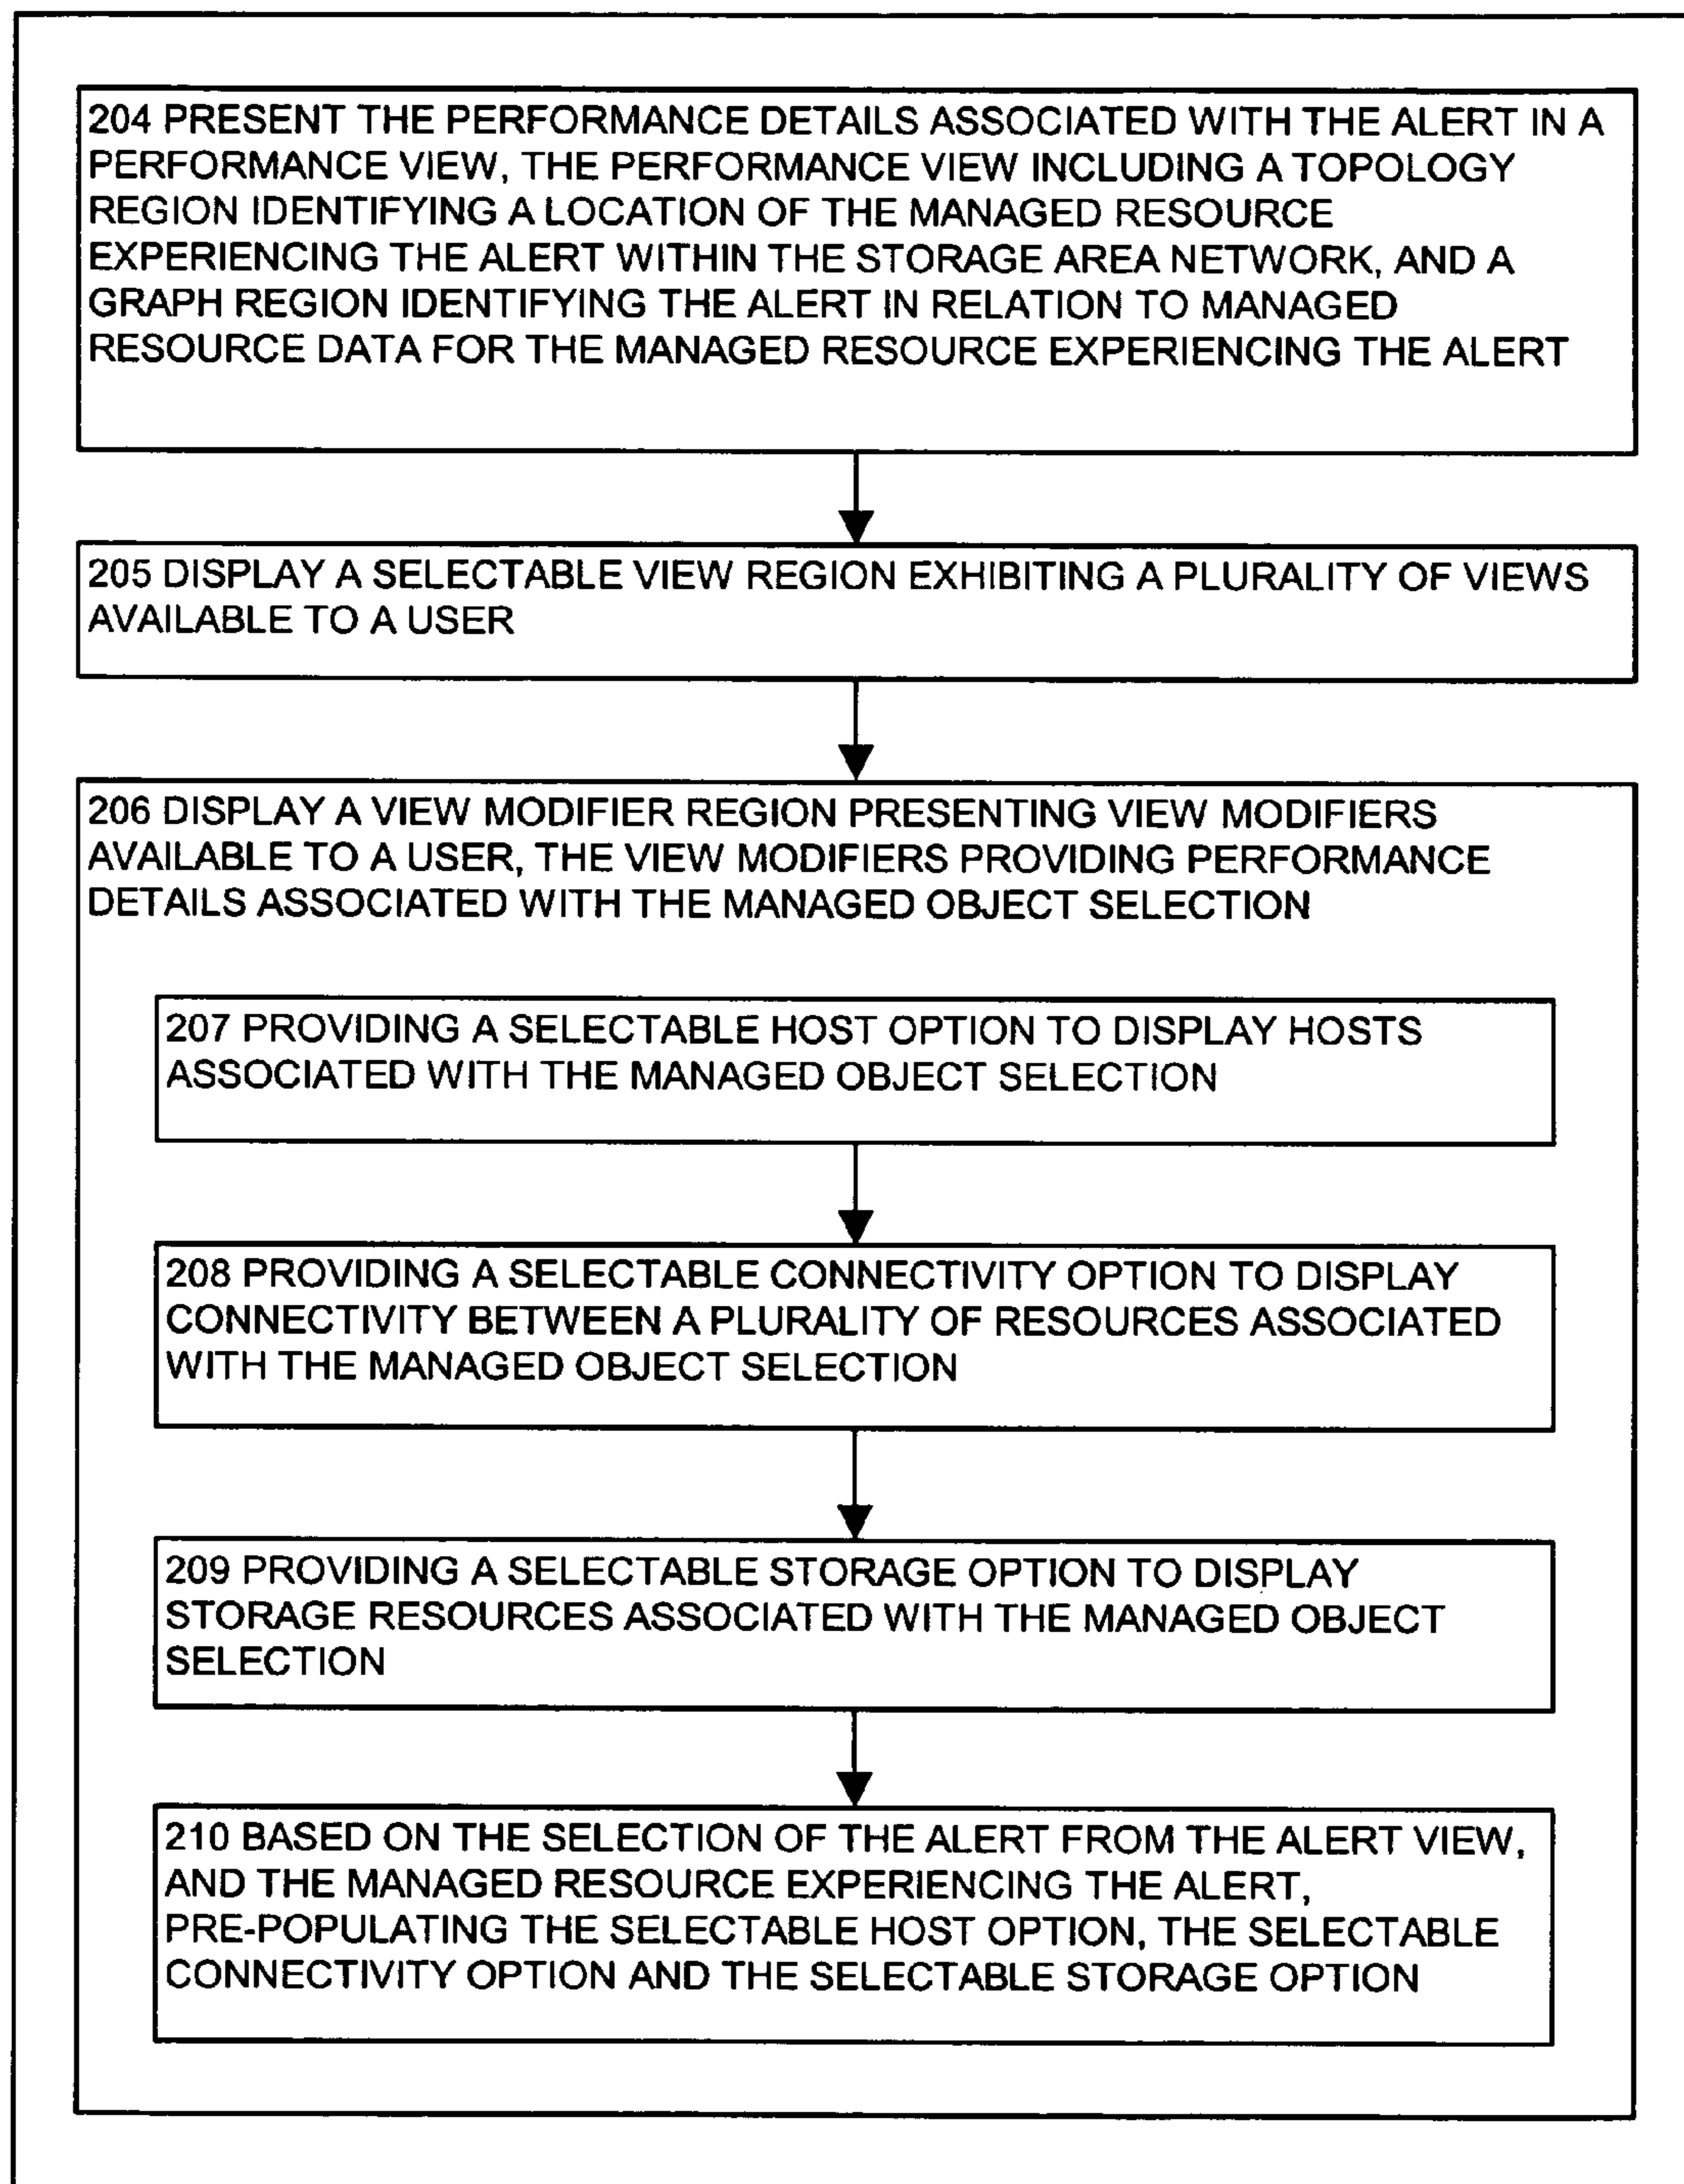 204 PRESENT THE PERFORMANCE DETAILS ASSOCIATED WITH THE ALERT IN A
PERFORMANCE VIEW, THE PERFORMANCE VIEW INCLUDING A TOPOLOGY
REGION IDENTIFYING A LOCATION OF THE MANAGED RESOURCE
EXPERIENCING THE ALERT WITHIN THE STORAGE AREA NETWORK, AND A
GRAPH REGION IDENTIFYING THE ALERT IN RELATION TO MANAGED
RESOURCE DATA FOR THE MANAGED RESOURCE EXPERIENCING THE ALERT
205 DISPLAY A SELECTABLE VIEW REGION EXHIBITING A PLURALITY OF VIEWS
AVAILABLE TO A USER
206 DISPLAY A VIEW MODIFIER REGION PRESENTING VIEW MODIFIERS
AVAILABLE TO A USER, THE VIEW MODIFIERS PROVIDING PERFORMANCE
DETAILS ASSOCIATED WITH THE MANAGED OBJECT SELECTION
207 PROVIDING A SELECTABLE HOST OPTION TO DISPLAY HOSTS
ASSOCIATED WITH THE MANAGED OBJECT SELECTION
208 PROVIDING A SELECTABLE CONNECTIVITY OPTION TO DISPLAY
CONNECTIVITY BETWEEN A PLURALITY OF RESOURCES ASSOCIATED
WITH THE MANAGED OBJECT SELECTION
209 PROVIDING A SELECTABLE STORAGE OPTION TO DISPLAY
STORAGE RESOURCES ASSOCIATED WITH THE MANAGED OBJECT
SELECTION
210 BASED ON THE SELECTION OF THE ALERT FROM THE ALERT VIEW,
AND THE MANAGED RESOURCE EXPERIENCING THE ALERT,
PRE-POPULATING THE SELECTABLE HOST OPTION, THE SELECTABLE
CONNECTIVITY OPTION AND THE SELECTABLE STORAGE OPTION